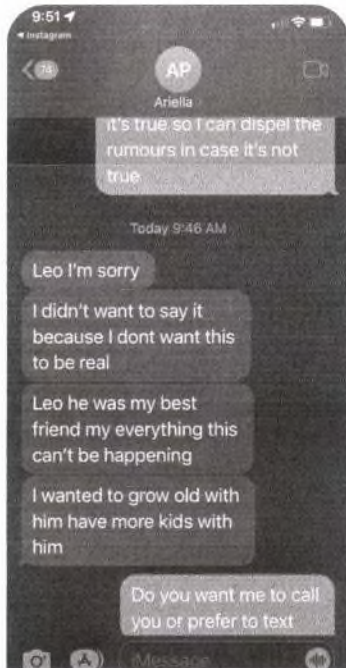 9:51
Instagram
74
AP
Ariella
it's true so I can dispel the
rumours in case it's not
true
Today 9:46 AM
Leo I'm sorry
I didn't want to say it
because I dont want this
to be real
Leo he was my best
friend my everything this
can't be happening
I wanted to grow old with
him have more kids with
him
Do you want me to call
you or prefer to text
iMessage